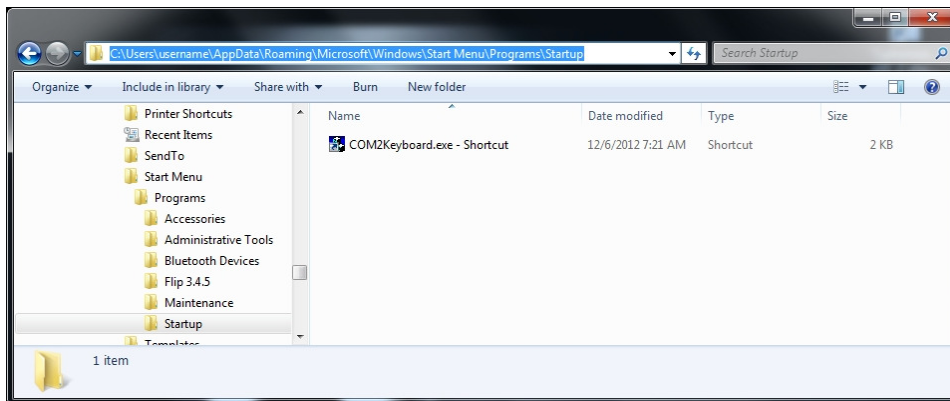 C:\Users\username\AppData\Roaming\Microsoft\Windows\Start Menu\Programs\Startup
Search Startup
Organize Include in library Share with Burn New folder
Printer Shortcuts
Recent Items
SendTo
Start Menu
Programs
Accessories
Administrative Tools
Bluetooth Devices
Flip 3.4.5
Maintenance
Startup
Templates
Name Date modified Type Size
COM2Keyboard.exe - Shortcut 12/6/2012 7:21 AM Shortcut 2 KB
1 item